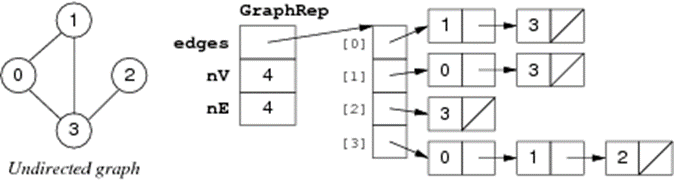 GraphRep
1
0
2
3
Undirected graph
edges
nV 4
nE 4
[0] 1 3
[1] 0 3
[2] 3
[3] 0 1 2